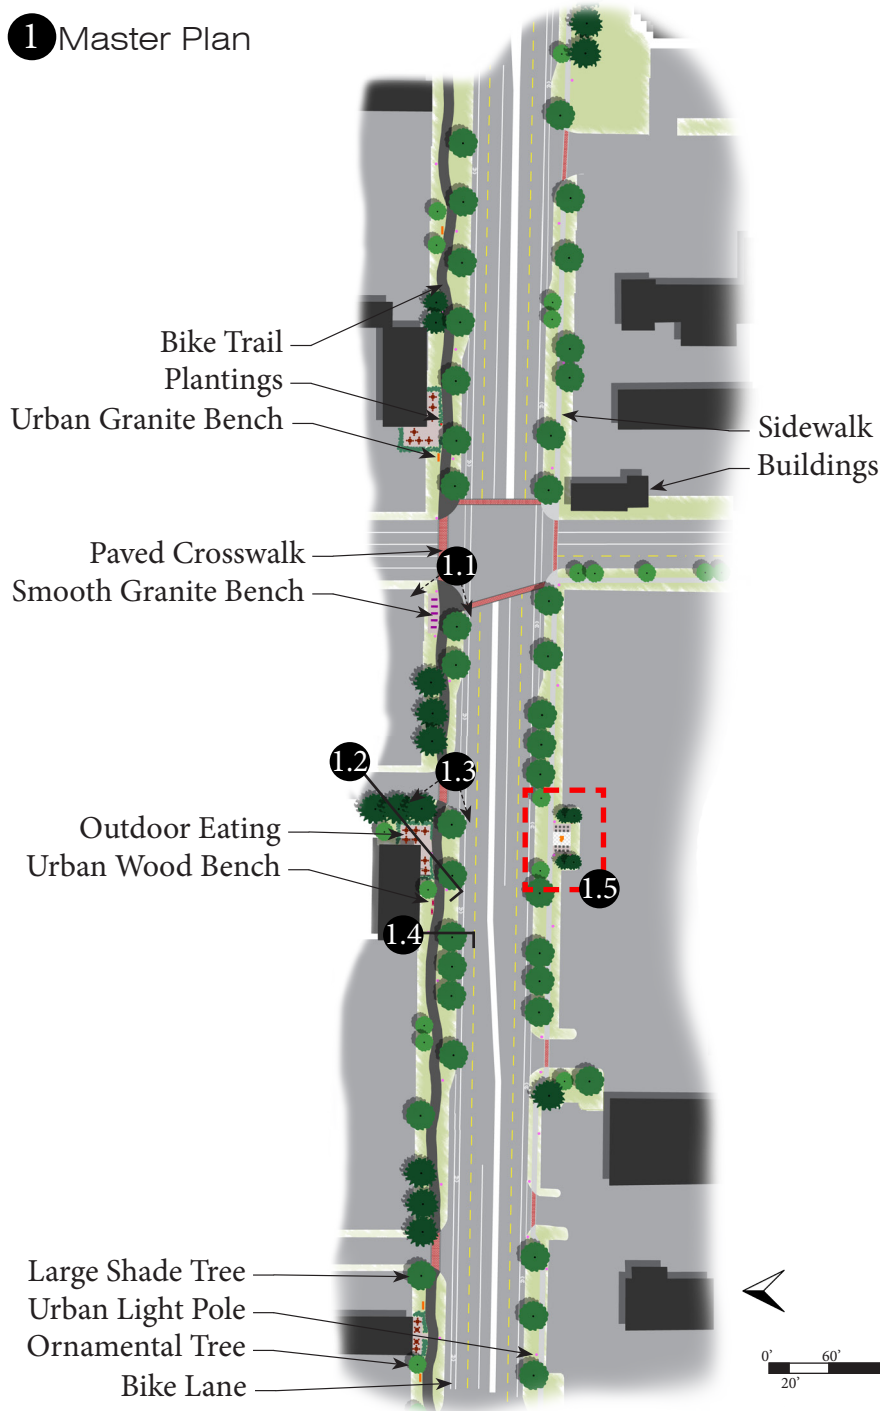 1 Master Plan
Bike Trail
Plantings
Urban Granite Bench
Sidewalk
Buildings
Paved Crosswalk
1.1
Smooth Granite Bench
1.2
1.3
Outdoor Eating
Urban Wood Bench
1.5
1.4
Large Shade Tree
Urban Light Pole
Ornamental Tree
Bike Lane
0' 60'
20'